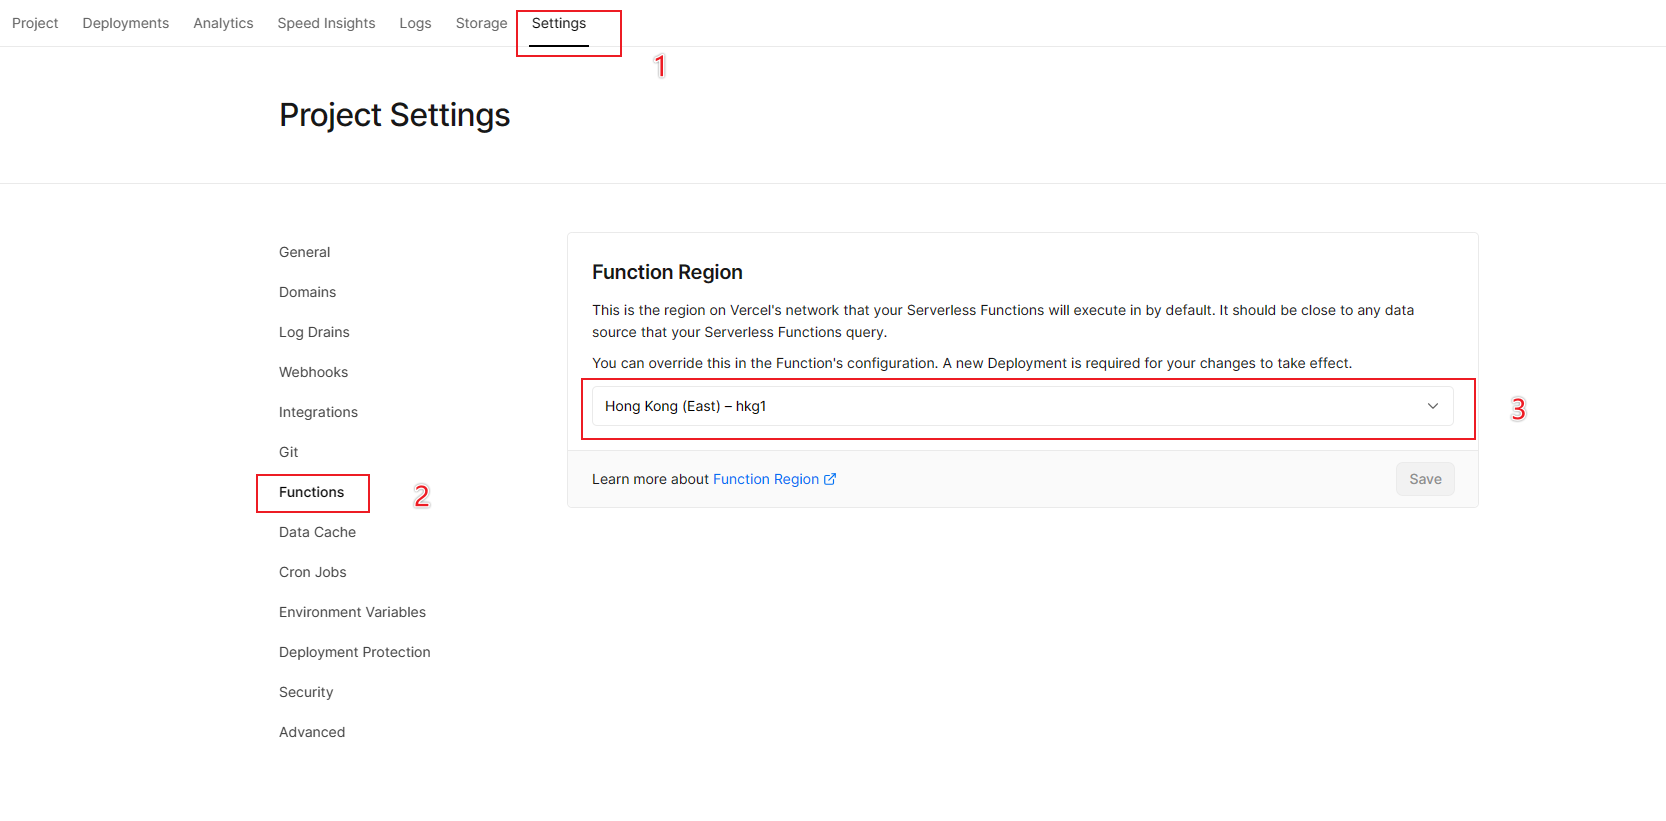 Project Deployments Analytics Speed Insights Logs Storage Settings
1
Project Settings
General
Domains
Log Drains
Webhooks
Integrations
Git
Functions
2
Data Cache
Cron Jobs
Environment Variables
Deployment Protection
Security
Advanced
Function Region
This is the region on Vercel's network that your Serverless Functions will execute in by default. It should be close to any data
source that your Serverless Functions query.
You can override this in the Function's configuration. A new Deployment is required for your changes to take effect.
Hong Kong (East) – hkg1
3
Learn more about Function Region
Save